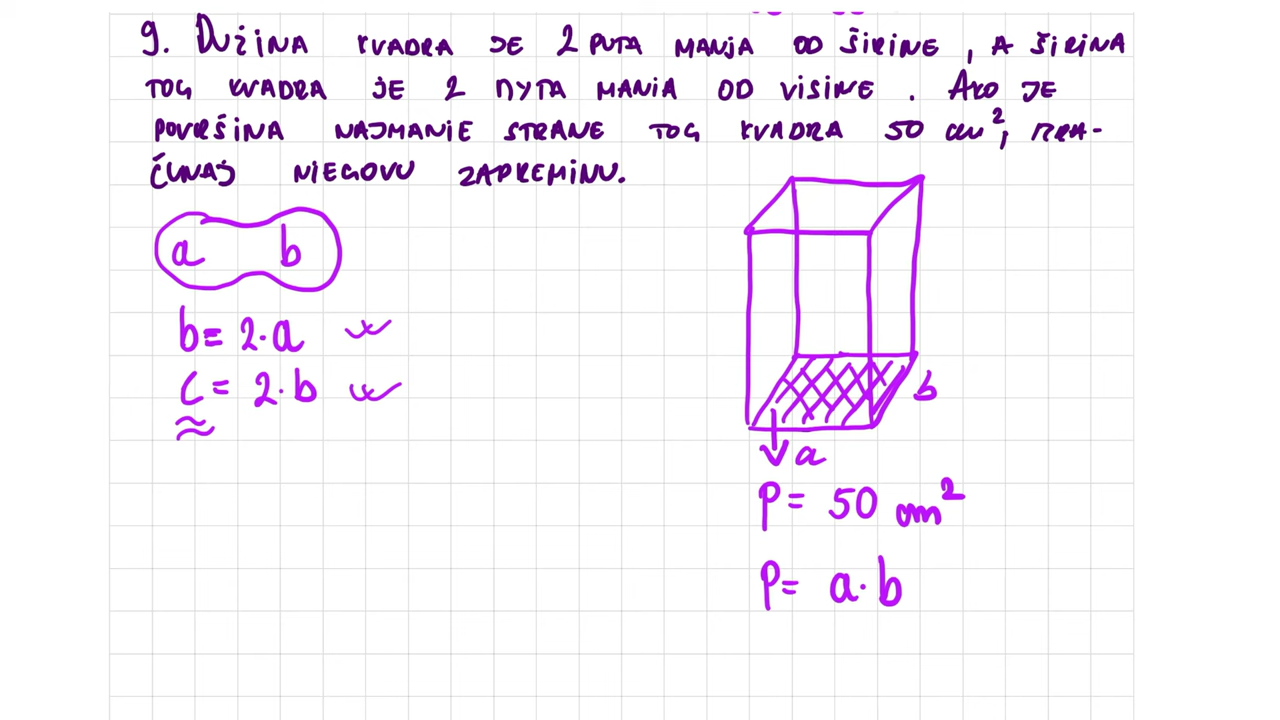 9. DUŽINA KVADRA JE 2 PUTA MANJA OD ŠIRINE, A ŠIRINA
TOG KVADRA JE 2 ПУТА MANJA OD VISINE. AKO JE
POVRŠINA NAJMANJE STRANE TOG KVADRA 50 cm², IZRA-
ČUNAJ NJEGOVU ZAPREMINU.
a b
b = 2·a
c = 2·b
b
a
P = 50 cm²
P = a·b